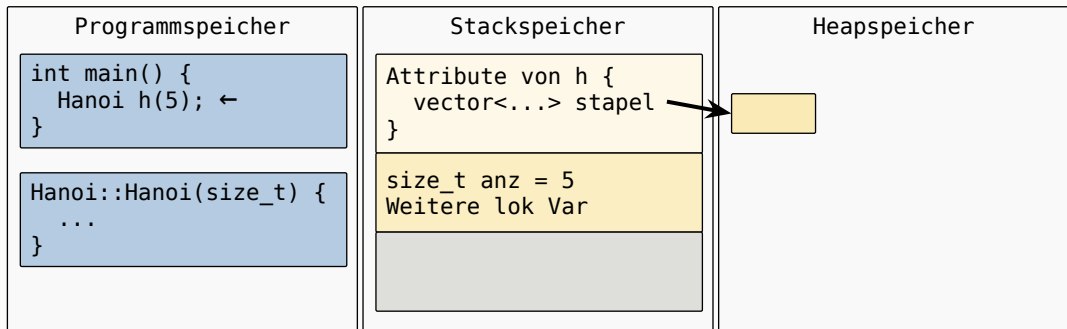 Programmspeicher
int main() {
  Hanoi h(5); ←
}
Hanoi::Hanoi(size_t) {
  ...
}
Stackspeicher
Attribute von h {
  vector<...> stapel
}
size_t anz = 5
Weitere lok Var
Heapspeicher